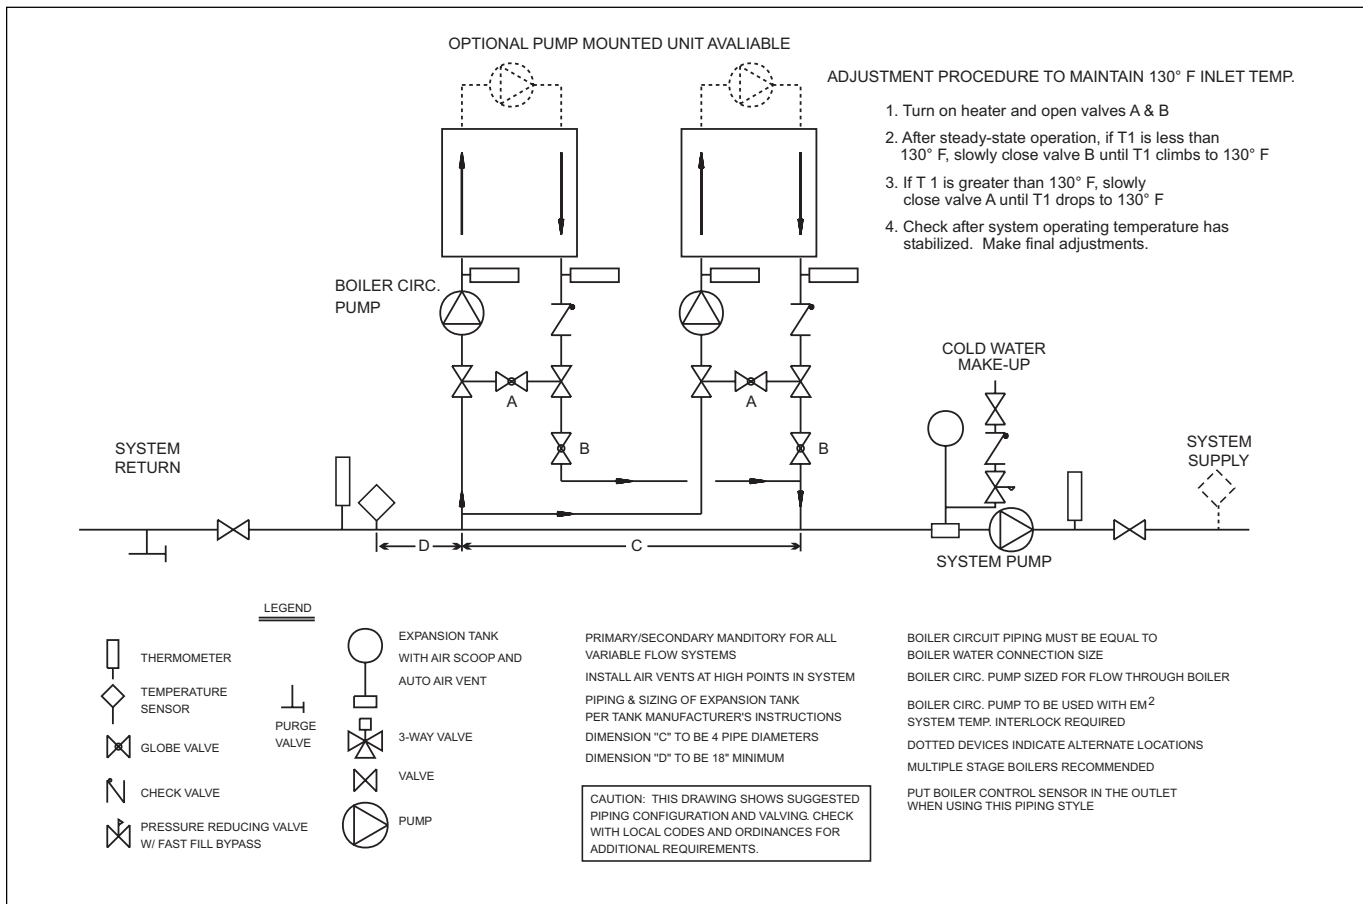 OPTIONAL PUMP MOUNTED UNIT AVALIABLE
ADJUSTMENT PROCEDURE TO MAINTAIN 130° F INLET TEMP.
1. Turn on heater and open valves A & B
2. After steady-state operation, if T1 is less than
130° F, slowly close valve B until T1 climbs to 130° F
3. If T 1 is greater than 130° F, slowly
close valve A until T1 drops to 130° F
4. Check after system operating temperature has
stabilized. Make final adjustments.
BOILER CIRC.
PUMP
A
B
A
B
COLD WATER
MAKE-UP
SYSTEM
RETURN
SYSTEM
SUPPLY
D
C
SYSTEM PUMP
LEGEND
THERMOMETER
TEMPERATURE
SENSOR
GLOBE VALVE
CHECK VALVE
PRESSURE REDUCING VALVE
W/ FAST FILL BYPASS
PURGE
VALVE
EXPANSION TANK
WITH AIR SCOOP AND
AUTO AIR VENT
3-WAY VALVE
VALVE
PUMP
PRIMARY/SECONDARY MANDITORY FOR ALL
VARIABLE FLOW SYSTEMS
INSTALL AIR VENTS AT HIGH POINTS IN SYSTEM
PIPING & SIZING OF EXPANSION TANK
PER TANK MANUFACTURER'S INSTRUCTIONS
DIMENSION "C" TO BE 4 PIPE DIAMETERS
DIMENSION "D" TO BE 18" MINIMUM
CAUTION: THIS DRAWING SHOWS SUGGESTED
PIPING CONFIGURATION AND VALVING. CHECK
WITH LOCAL CODES AND ORDINANCES FOR
ADDITIONAL REQUIREMENTS.
BOILER CIRCUIT PIPING MUST BE EQUAL TO
BOILER WATER CONNECTION SIZE
BOILER CIRC. PUMP SIZED FOR FLOW THROUGH BOILER
BOILER CIRC. PUMP TO BE USED WITH EM²
SYSTEM TEMP. INTERLOCK REQUIRED
DOTTED DEVICES INDICATE ALTERNATE LOCATIONS
MULTIPLE STAGE BOILERS RECOMMENDED
PUT BOILER CONTROL SENSOR IN THE OUTLET
WHEN USING THIS PIPING STYLE